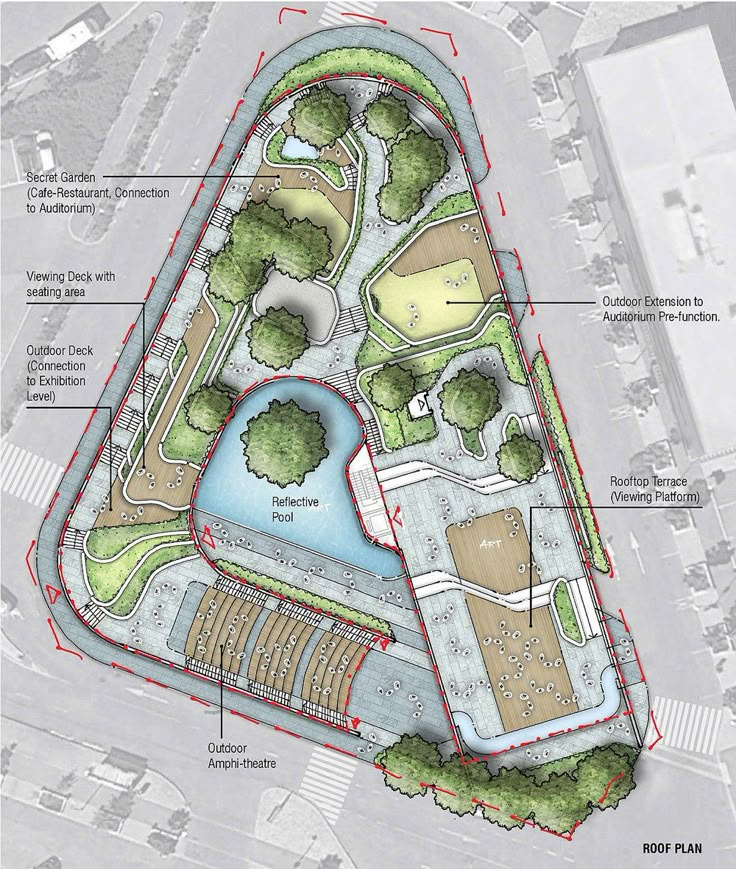 Secret Garden
(Cafe-Restaurant, Connection
to Auditorium)
Viewing Deck with
seating area
Outdoor Deck
(Connection
to Exhibition
Level)
Outdoor Extension to
Auditorium Pre-function.
Rooftop Terrace
(Viewing Platform)
Reflective
Pool
ART
Outdoor
Amphi-theatre
ROOF PLAN